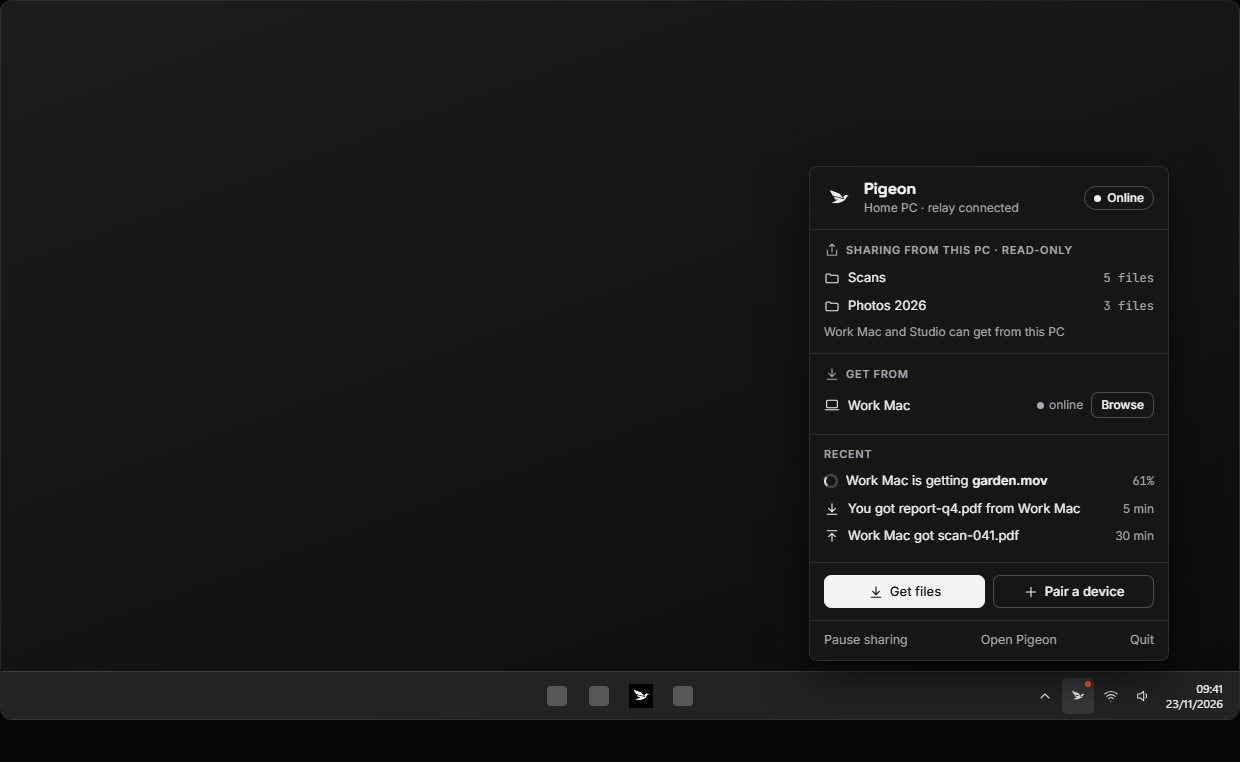 Pigeon
Home PC · relay connected
Online
SHARING FROM THIS PC · READ-ONLY
Scans 5 files
Photos 2026 3 files
Work Mac and Studio can get from this PC
GET FROM
Work Mac online Browse
RECENT
Work Mac is getting garden.mov 61%
You got report-q4.pdf from Work Mac 5 min
Work Mac got scan-041.pdf 30 min
Get files Pair a device
Pause sharing Open Pigeon Quit
09:41
23/11/2026